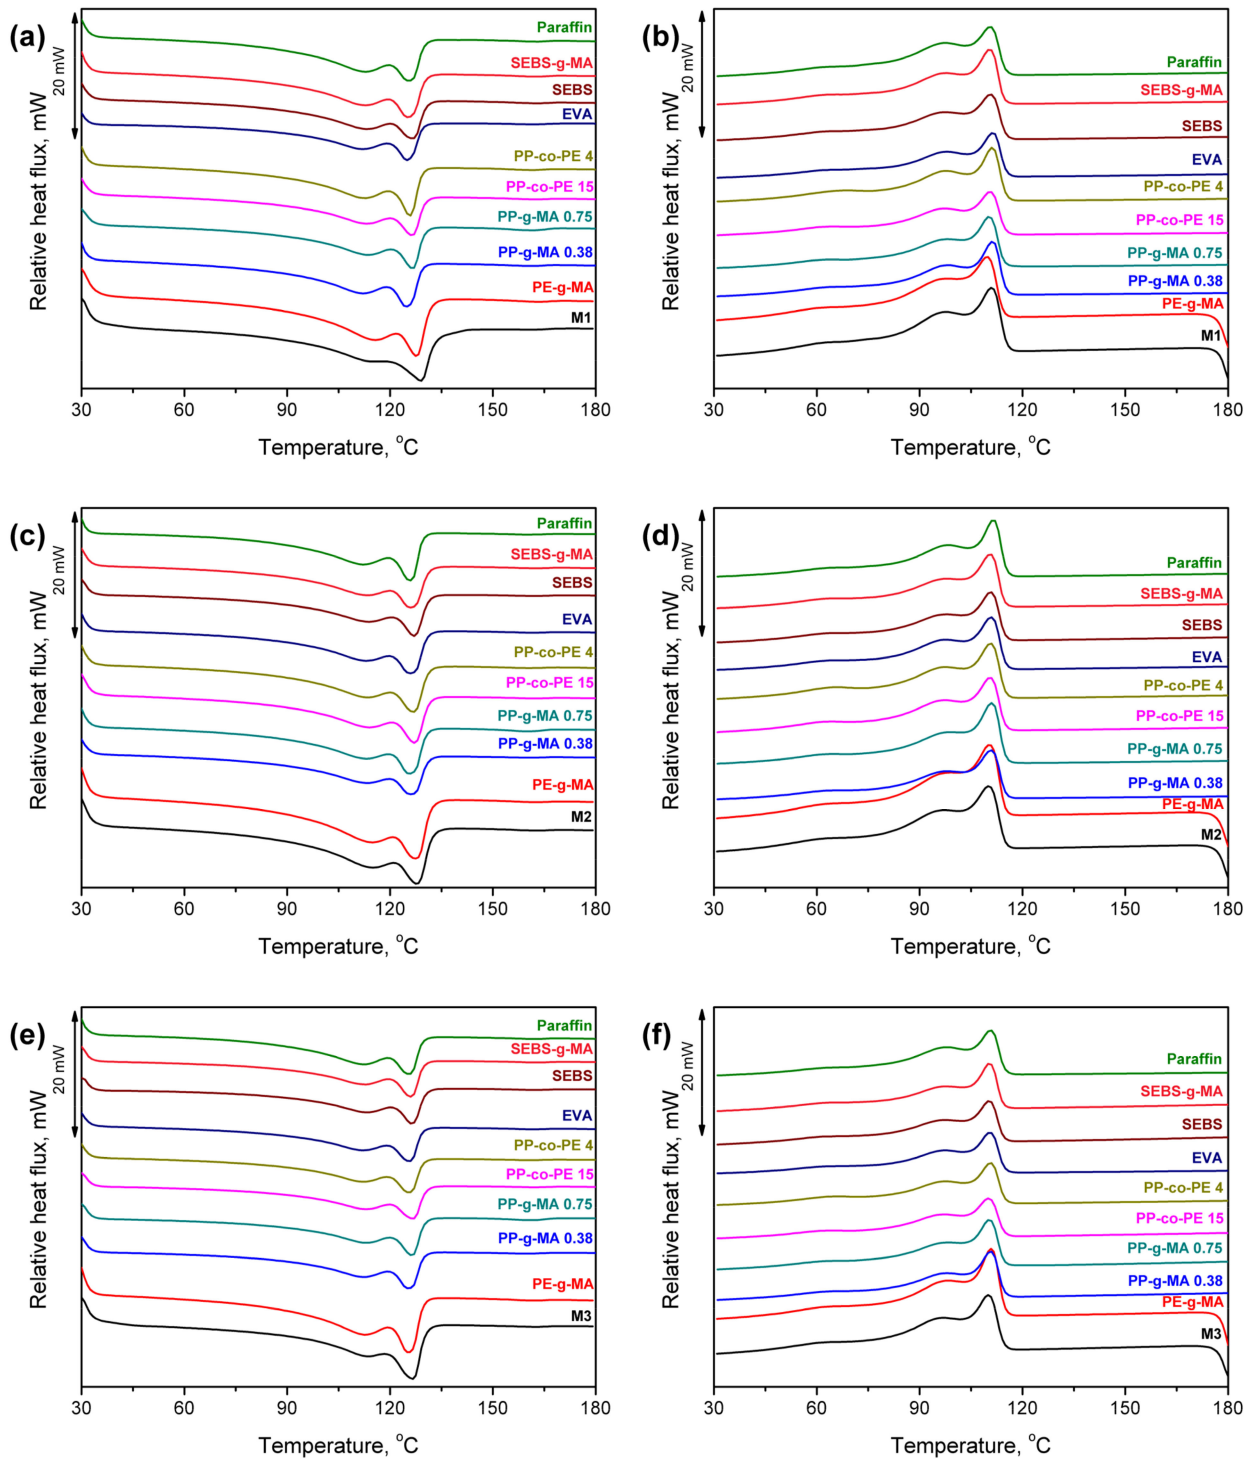 (a)
20 mW
Relative heat flux, mW
Paraffin
SEBS-g-MA
SEBS
EVA
PP-co-PE 4
PP-co-PE 15
PP-g-MA 0.75
PP-g-MA 0.38
PE-g-MA
M1
30 60 90 120 150 180
Temperature, °C
(b)
20 mW
Relative heat flux, mW
Paraffin
SEBS-g-MA
SEBS
EVA
PP-co-PE 4
PP-co-PE 15
PP-g-MA 0.75
PP-g-MA 0.38
PE-g-MA
M1
30 60 90 120 150 180
Temperature, °C
(c)
20 mW
Relative heat flux, mW
Paraffin
SEBS-g-MA
SEBS
EVA
PP-co-PE 4
PP-co-PE 15
PP-g-MA 0.75
PP-g-MA 0.38
PE-g-MA
M2
30 60 90 120 150 180
Temperature, °C
(d)
20 mW
Relative heat flux, mW
Paraffin
SEBS-g-MA
SEBS
EVA
PP-co-PE 4
PP-co-PE 15
PP-g-MA 0.75
PP-g-MA 0.38
PE-g-MA
M2
30 60 90 120 150 180
Temperature, °C
(e)
20 mW
Relative heat flux, mW
Paraffin
SEBS-g-MA
SEBS
EVA
PP-co-PE 4
PP-co-PE 15
PP-g-MA 0.75
PP-g-MA 0.38
PE-g-MA
M3
30 60 90 120 150 180
Temperature, °C
(f)
20 mW
Relative heat flux, mW
Paraffin
SEBS-g-MA
SEBS
EVA
PP-co-PE 4
PP-co-PE 15
PP-g-MA 0.75
PP-g-MA 0.38
PE-g-MA
M3
30 60 90 120 150 180
Temperature, °C